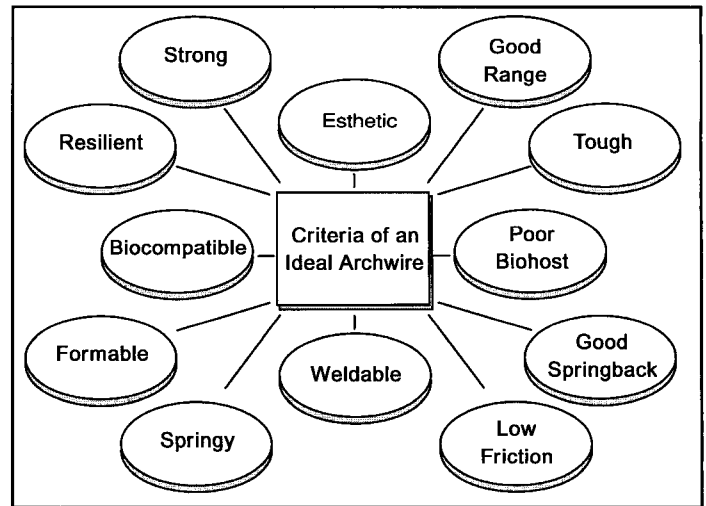 Strong
Good
Range
Esthetic
Resilient
Tough
Criteria of an
Ideal Archwire
Biocompatible
Poor
Biohost
Formable
Weldable
Good
Springback
Springy
Low
Friction